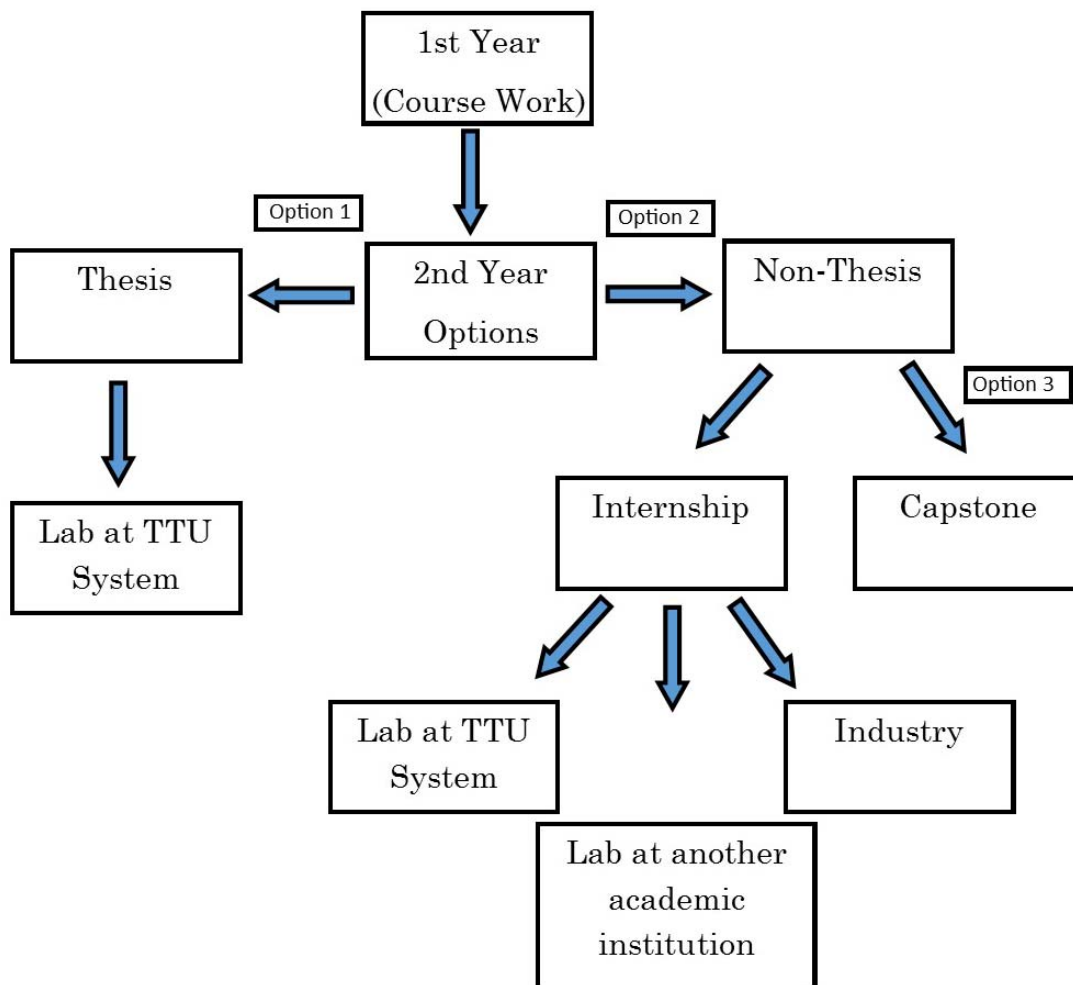 1st Year
(Course Work)
Option 1
Option 2
Thesis
2nd Year
Options
Non-Thesis
Option 3
Lab at TTU
System
Internship
Capstone
Lab at TTU
System
Industry
Lab at another
academic
institution